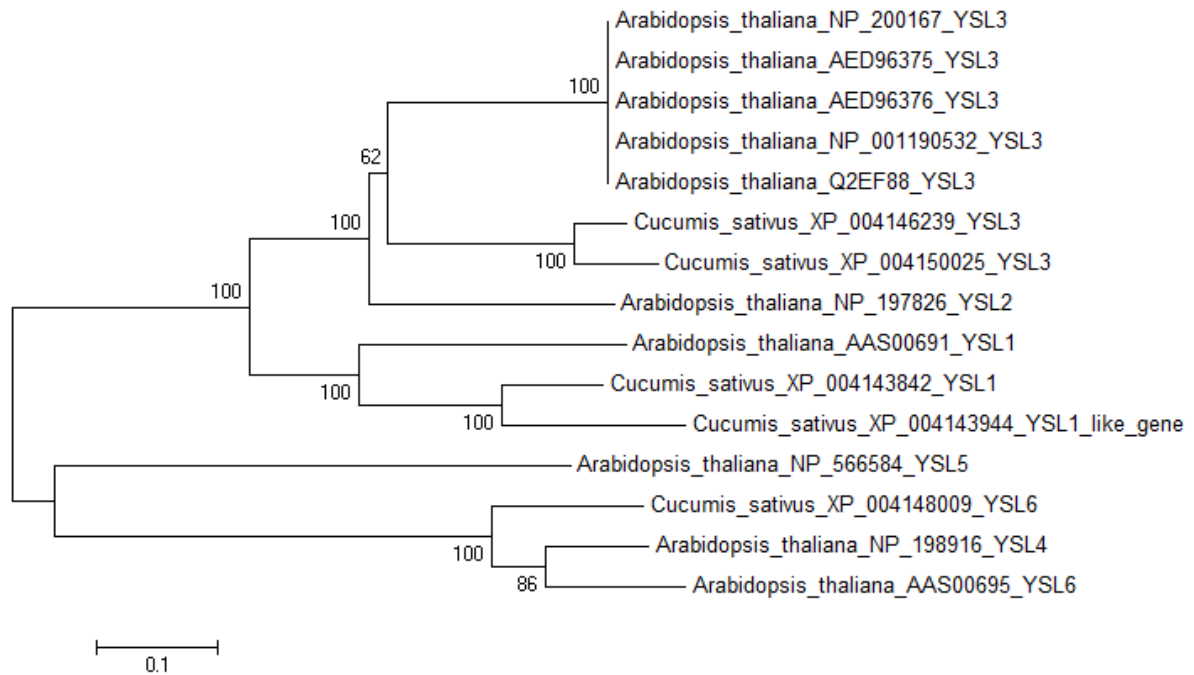 Arabidopsis_thaliana_NP_200167_YSL3
Arabidopsis_thaliana_AED96375_YSL3
100
Arabidopsis_thaliana_AED96376_YSL3
Arabidopsis_thaliana_NP_001190532_YSL3
62
Arabidopsis_thaliana_Q2EF88_YSL3
100
Cucumis_sativus_XP_004146239_YSL3
100
Cucumis_sativus_XP_004150025_YSL3
100
Arabidopsis_thaliana_NP_197826_YSL2
Arabidopsis_thaliana_AAS00691_YSL1
100
Cucumis_sativus_XP_004143842_YSL1
100
Cucumis_sativus_XP_004143944_YSL1_like_gene
Arabidopsis_thaliana_NP_566584_YSL5
Cucumis_sativus_XP_004148009_YSL6
100
Arabidopsis_thaliana_NP_198916_YSL4
86
Arabidopsis_thaliana_AAS00695_YSL6
0.1